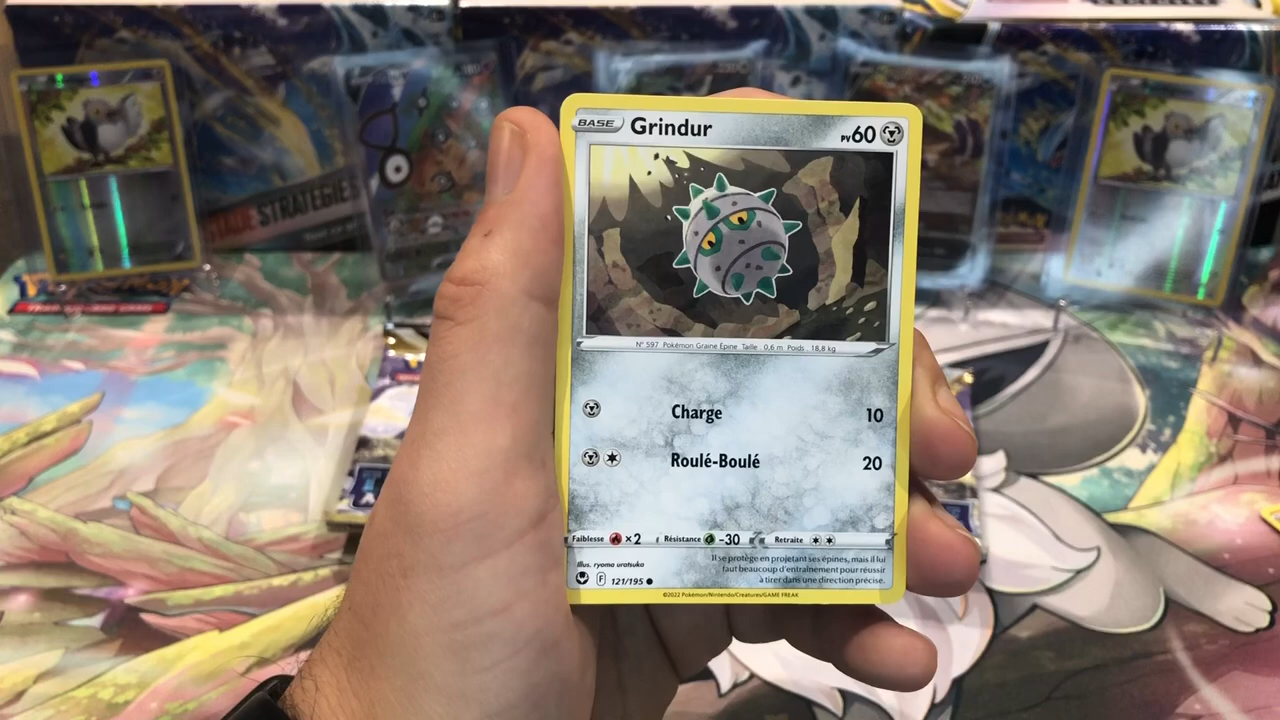 BASE Grindur PV60
N° 597 Pokémon Graine Épine Taille : 0,6 m Poids : 18,8 kg
Charge 10
Roulé-Boulé 20
Faiblesse ×2 Résistance -30 Retraite
Illus. ryoma uratsuka
Il se protège en projetant ses épines, mais il lui
faut beaucoup d'entraînement pour réussir
à tirer dans une direction précise.
F 121/195
©2022 Pokémon/Nintendo/Creatures/GAME FREAK
STRATEGIE